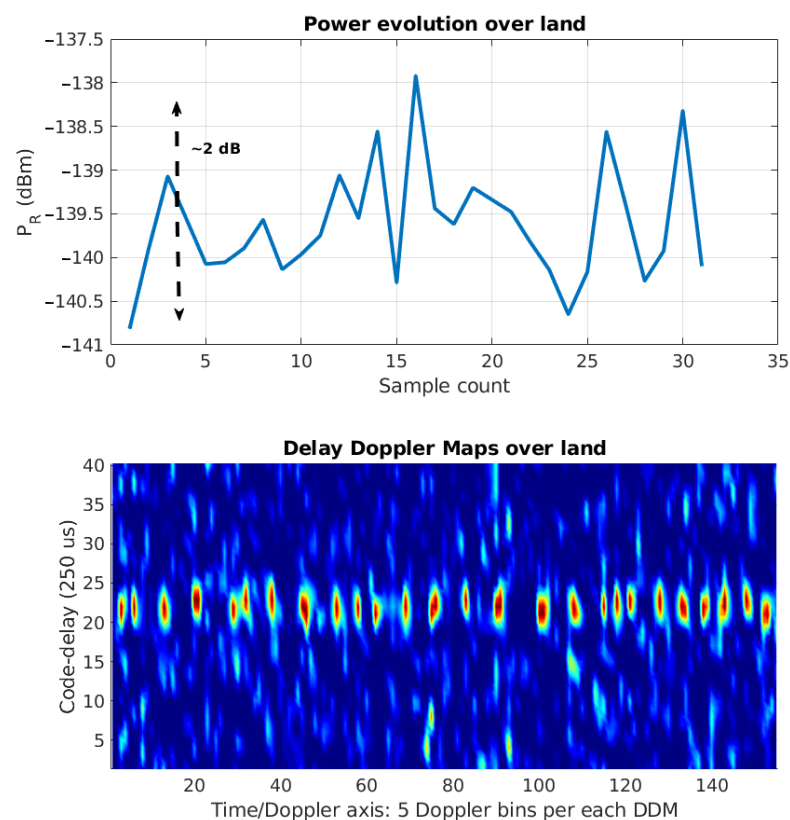 Power evolution over land
−137.5
−138
−138.5
−139
−139.5
−140
−140.5
−141
P_R (dBm)
~2 dB
0 5 10 15 20 25 30 35
Sample count
Delay Doppler Maps over land
40
35
30
25
20
15
10
5
Code-delay (250 us)
20 40 60 80 100 120 140
Time/Doppler axis: 5 Doppler bins per each DDM